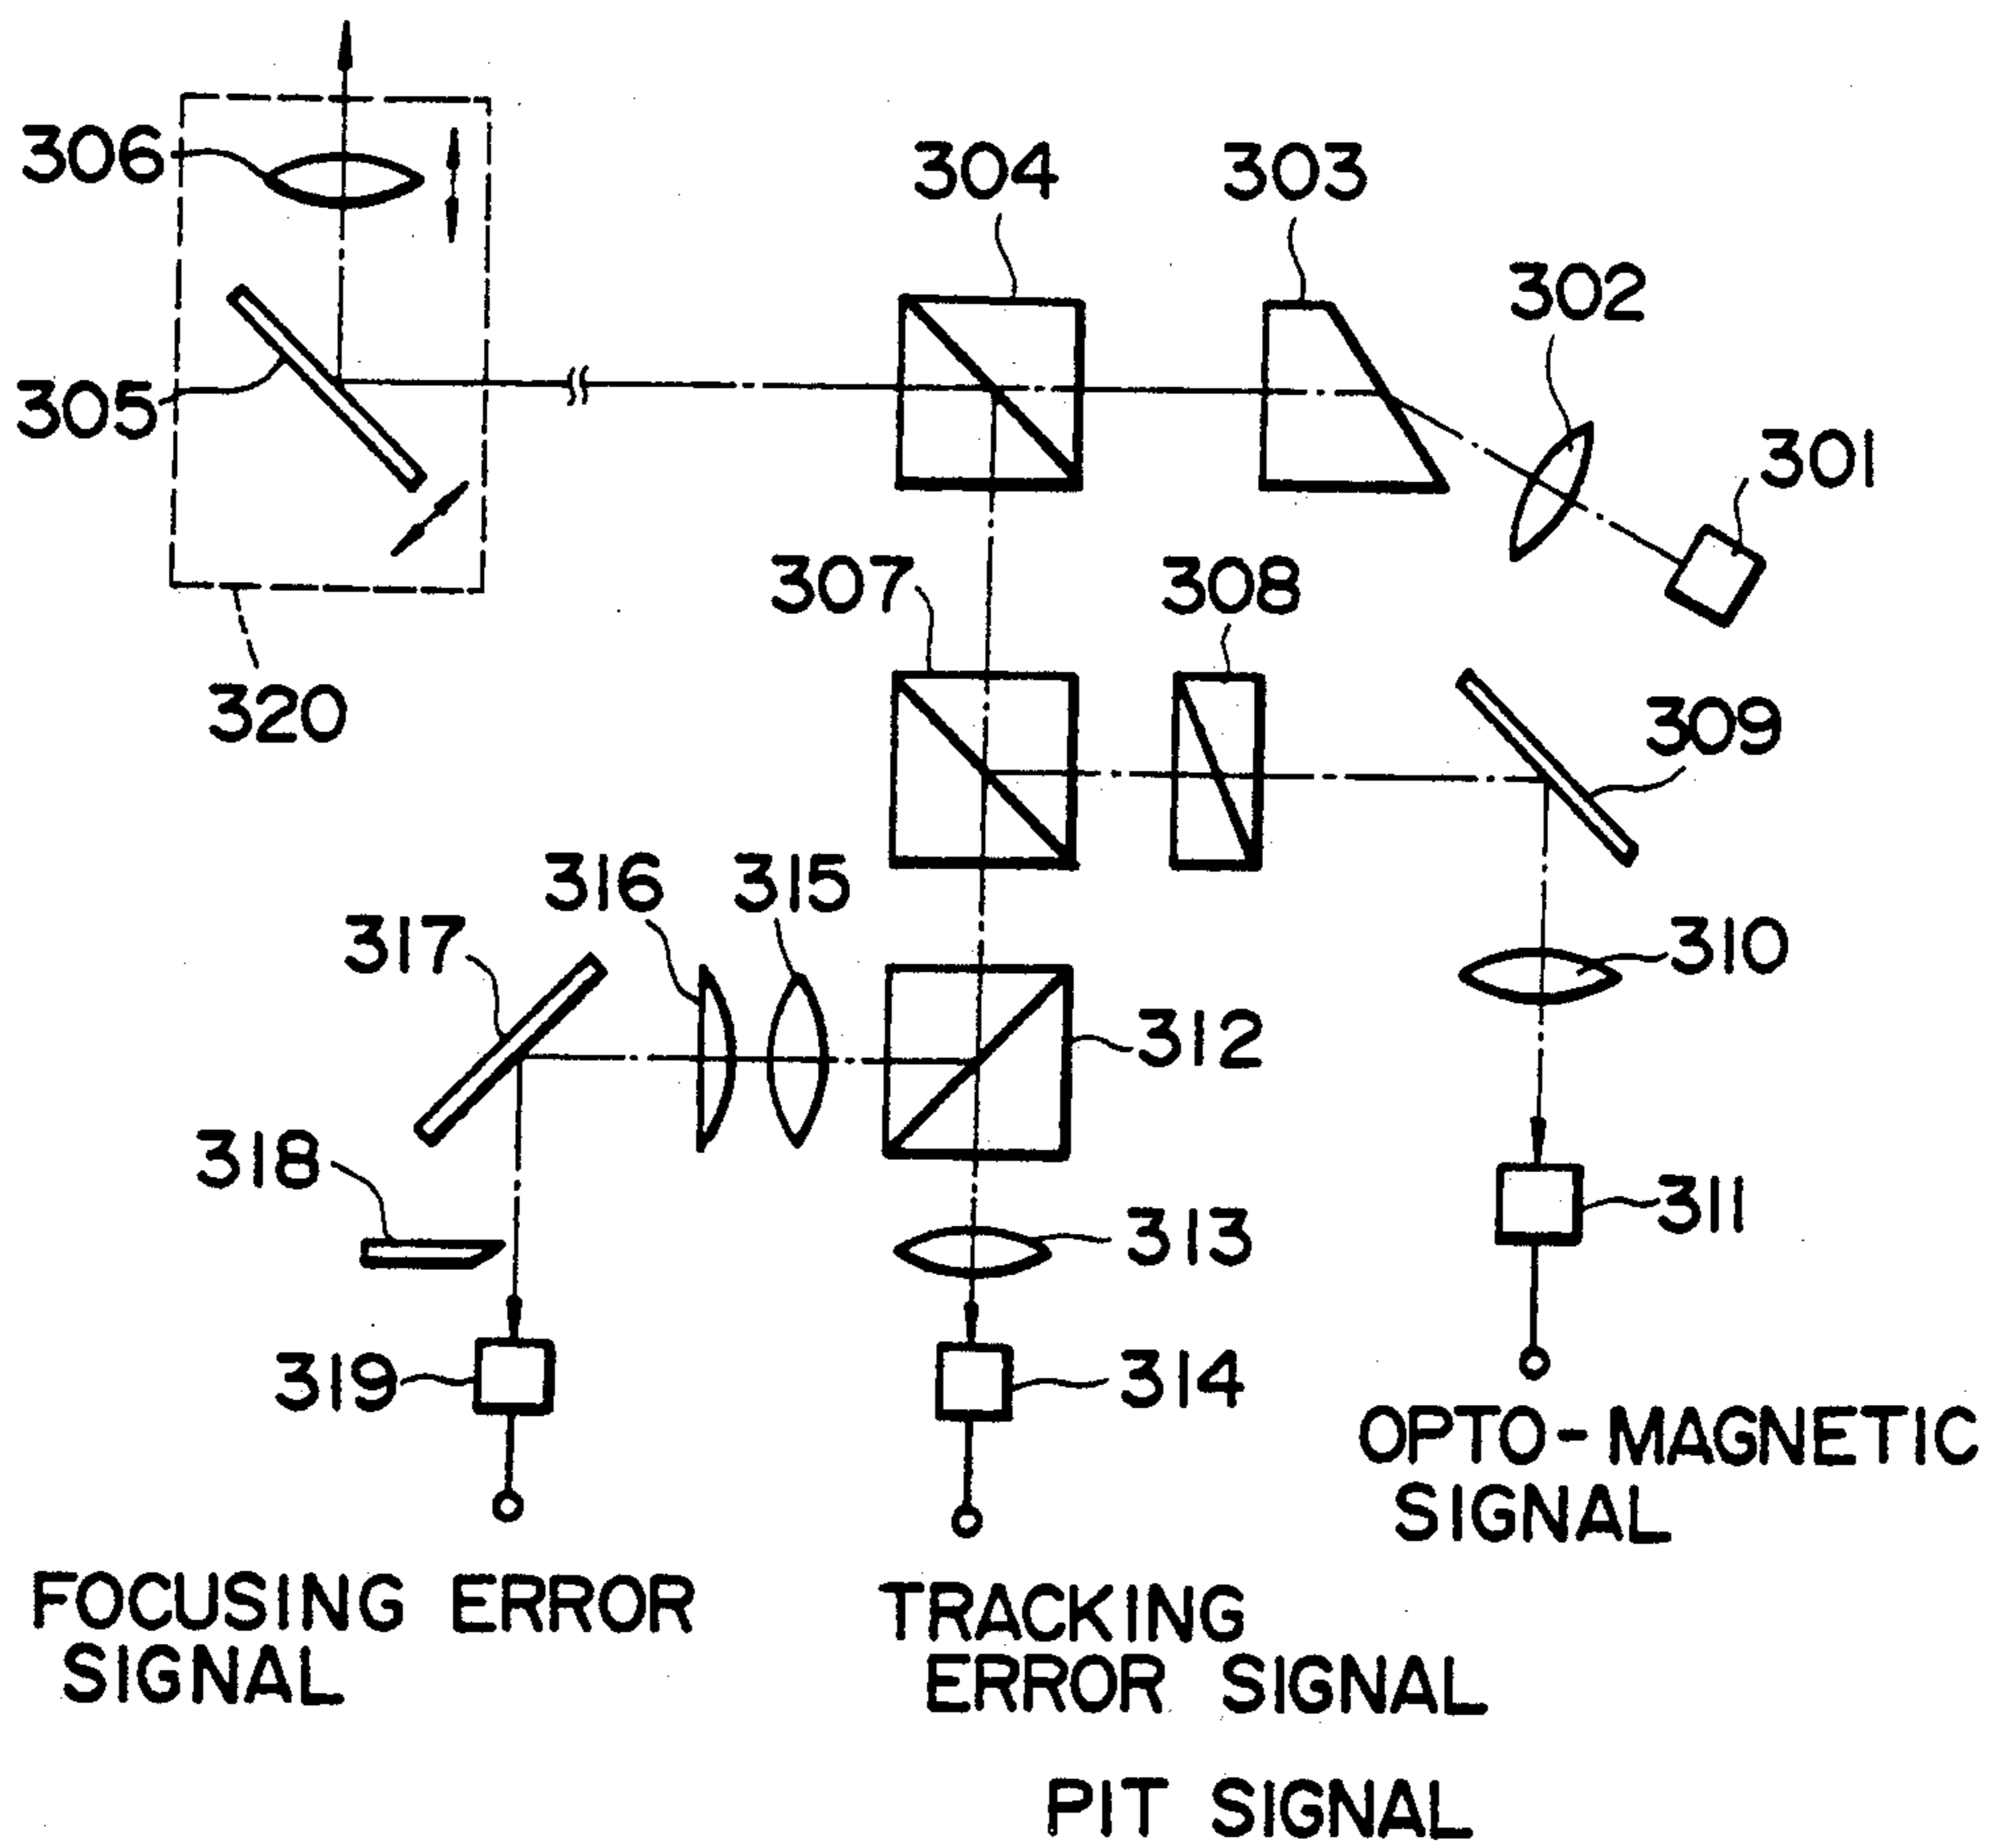 306
304
303
302
305
301
307
308
320
309
316
315
317
310
312
318
311
313
319
314
OPTO-MAGNETIC
SIGNAL
FOCUSING ERROR
SIGNAL
TRACKING
ERROR SIGNAL
PIT SIGNAL